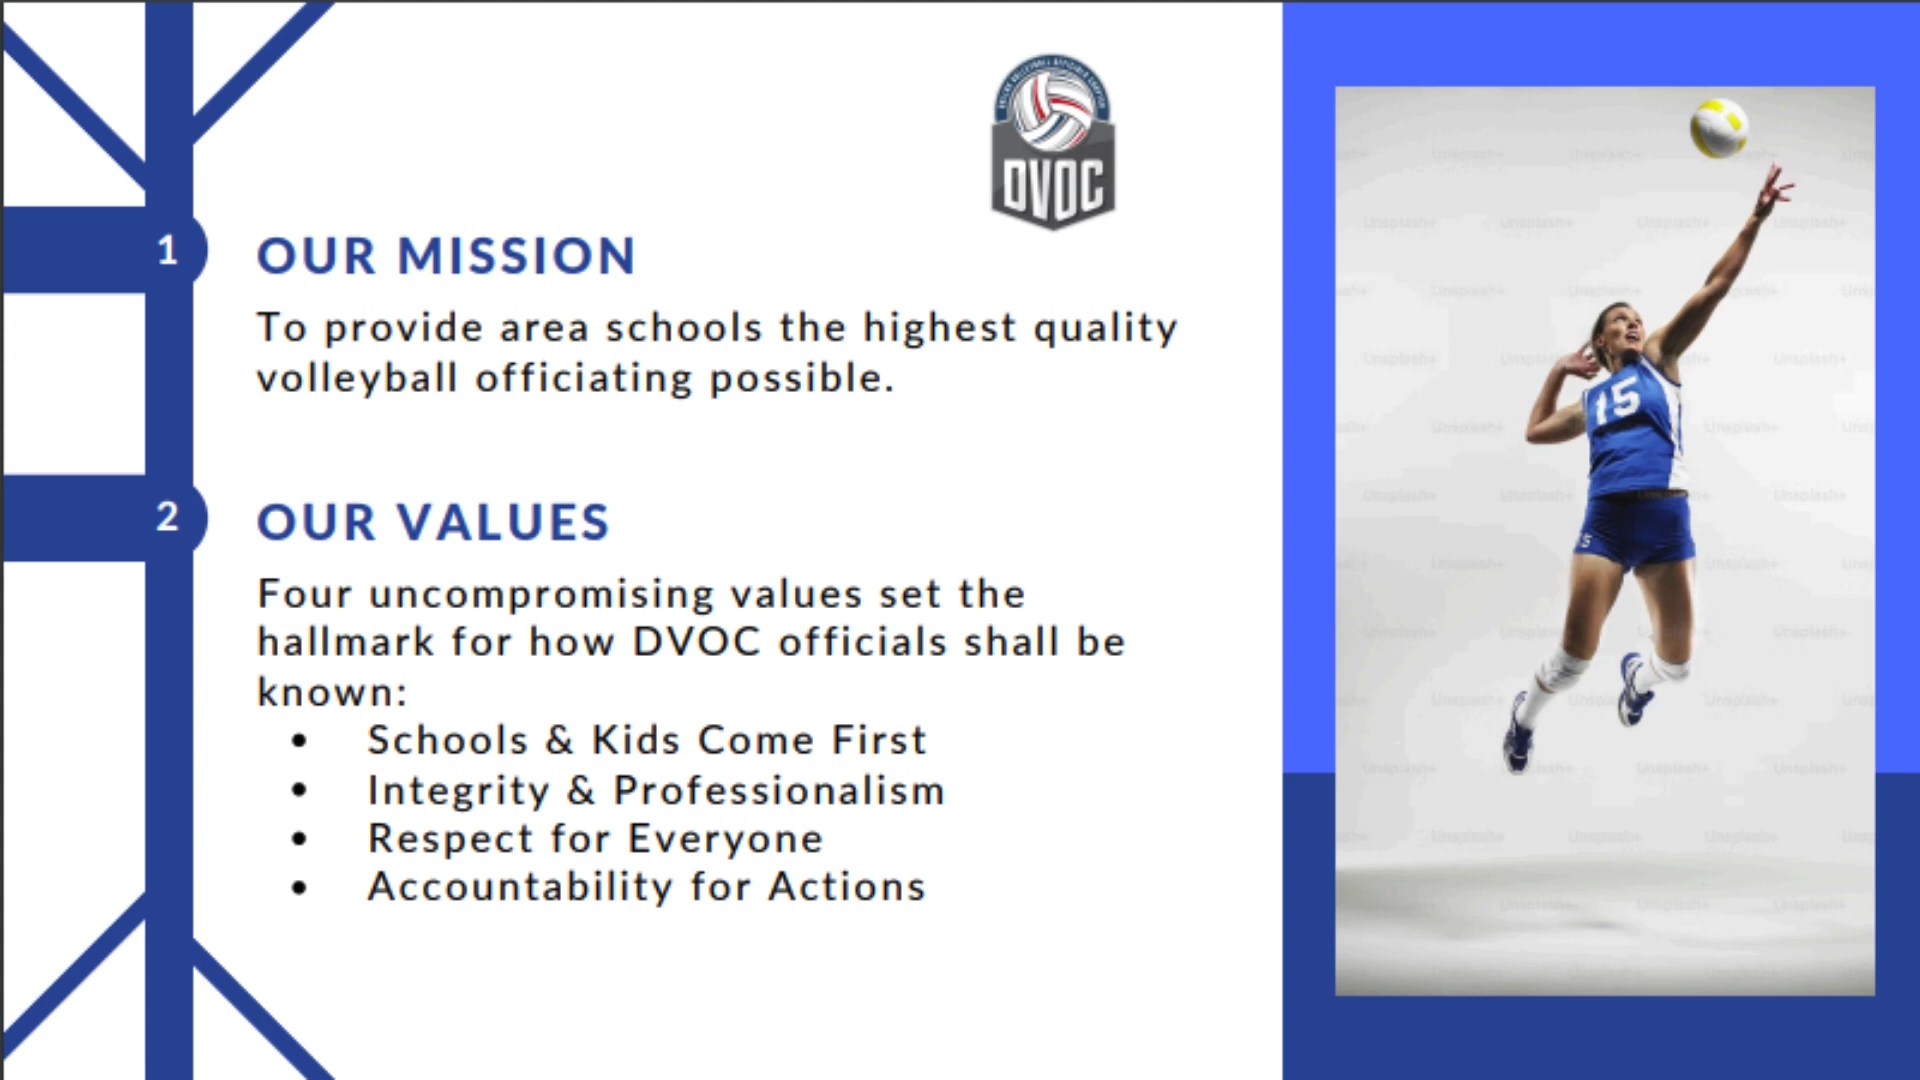 DVOC
1
OUR MISSION
To provide area schools the highest quality
volleyball officiating possible.
2
OUR VALUES
Four uncompromising values set the
hallmark for how DVOC officials shall be
known:
• Schools & Kids Come First
• Integrity & Professionalism
• Respect for Everyone
• Accountability for Actions
15
Unsplash+